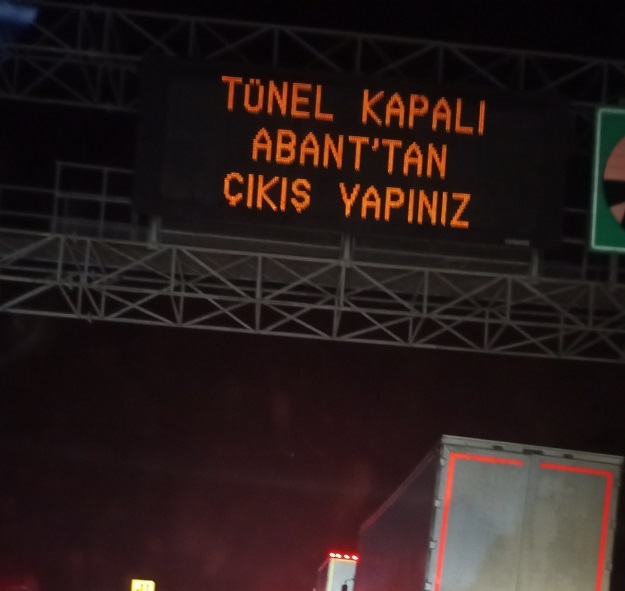 TÜNEL KAPALI
ABANT'TAN
ÇIKIŞ YAPINIZ